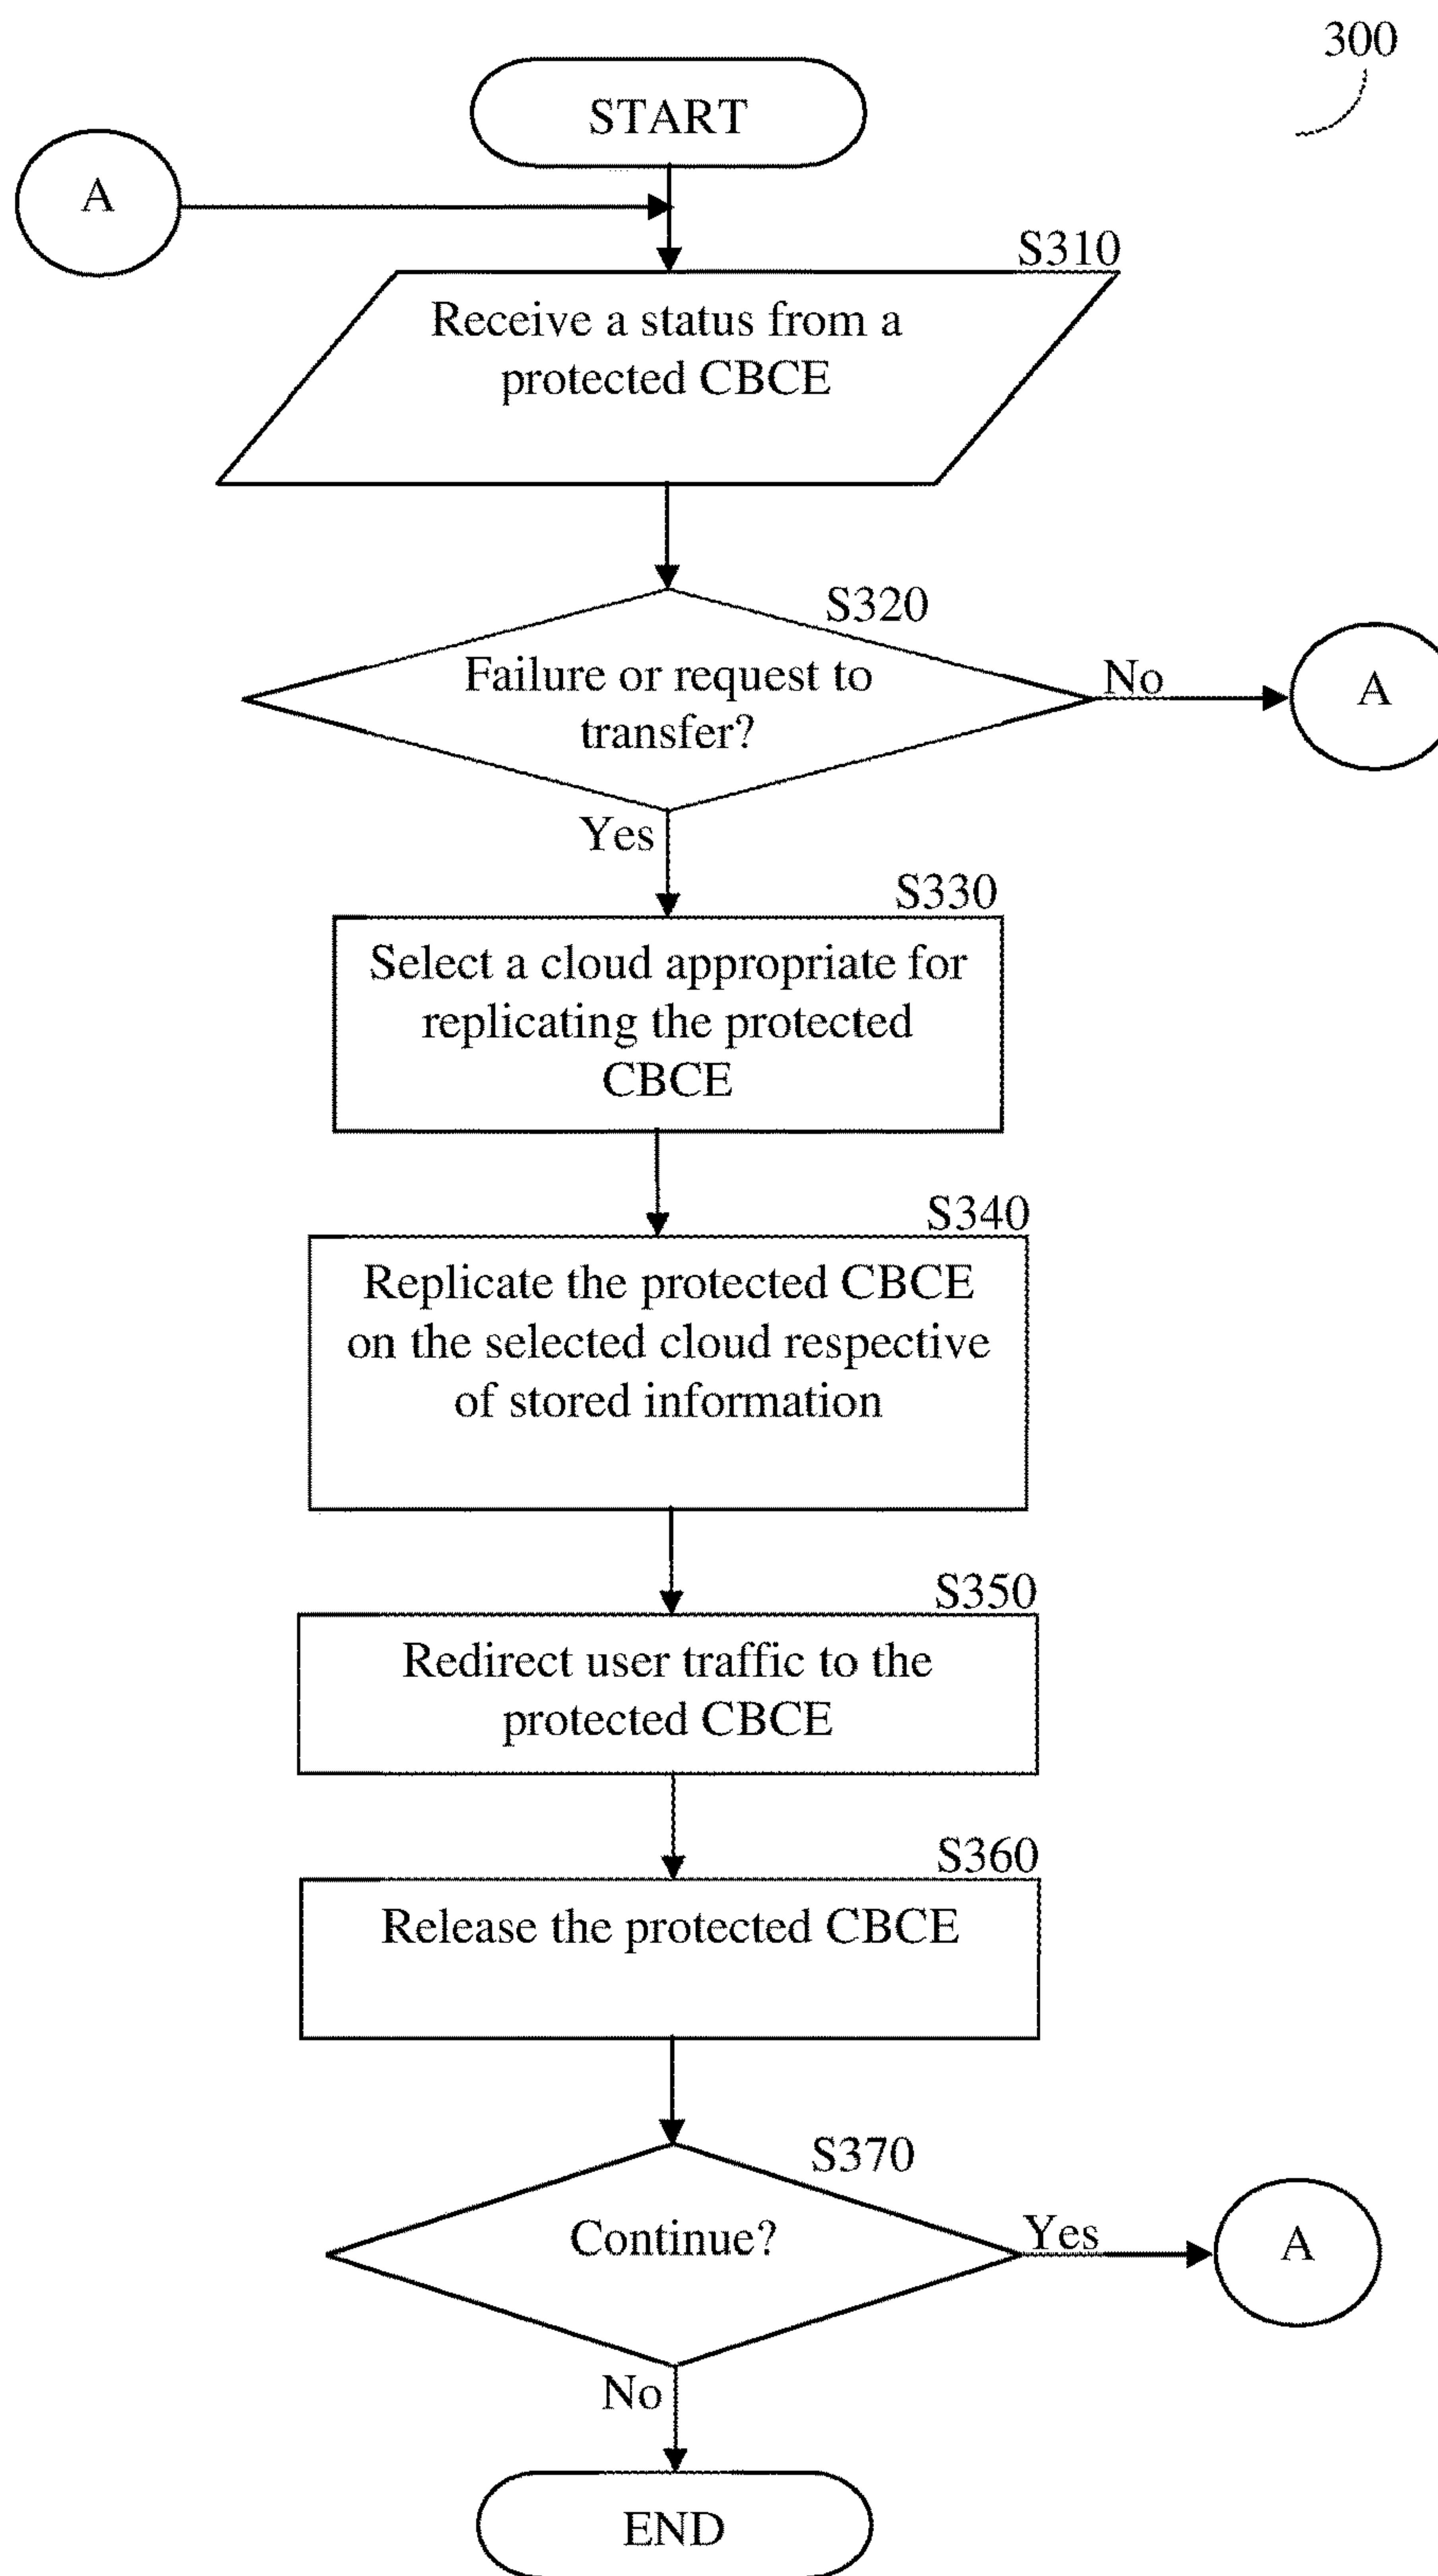 300
START
A
S310
Receive a status from a
protected CBCE
S320
Failure or request to
transfer?
No
A
Yes
S330
Select a cloud appropriate for
replicating the protected
CBCE
S340
Replicate the protected CBCE
on the selected cloud respective
of stored information
S350
Redirect user traffic to the
protected CBCE
S360
Release the protected CBCE
S370
Continue?
Yes
A
No
END